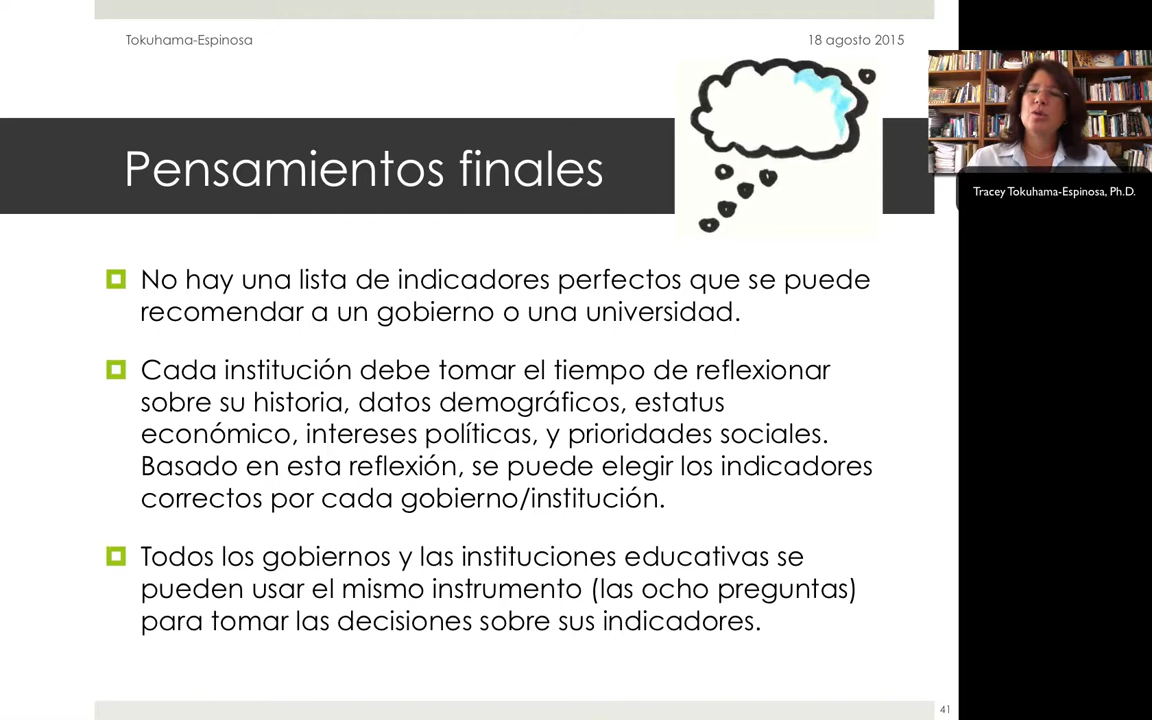 Tokuhama-Espinosa
18 agosto 2015
Tracey Tokuhama-Espinosa, Ph.D.
Pensamientos finales
No hay una lista de indicadores perfectos que se puede
recomendar a un gobierno o una universidad.
Cada institución debe tomar el tiempo de reflexionar
sobre su historia, datos demográficos, estatus
económico, intereses políticas, y prioridades sociales.
Basado en esta reflexión, se puede elegir los indicadores
correctos por cada gobierno/institución.
Todos los gobiernos y las instituciones educativas se
pueden usar el mismo instrumento (las ocho preguntas)
para tomar las decisiones sobre sus indicadores.
41